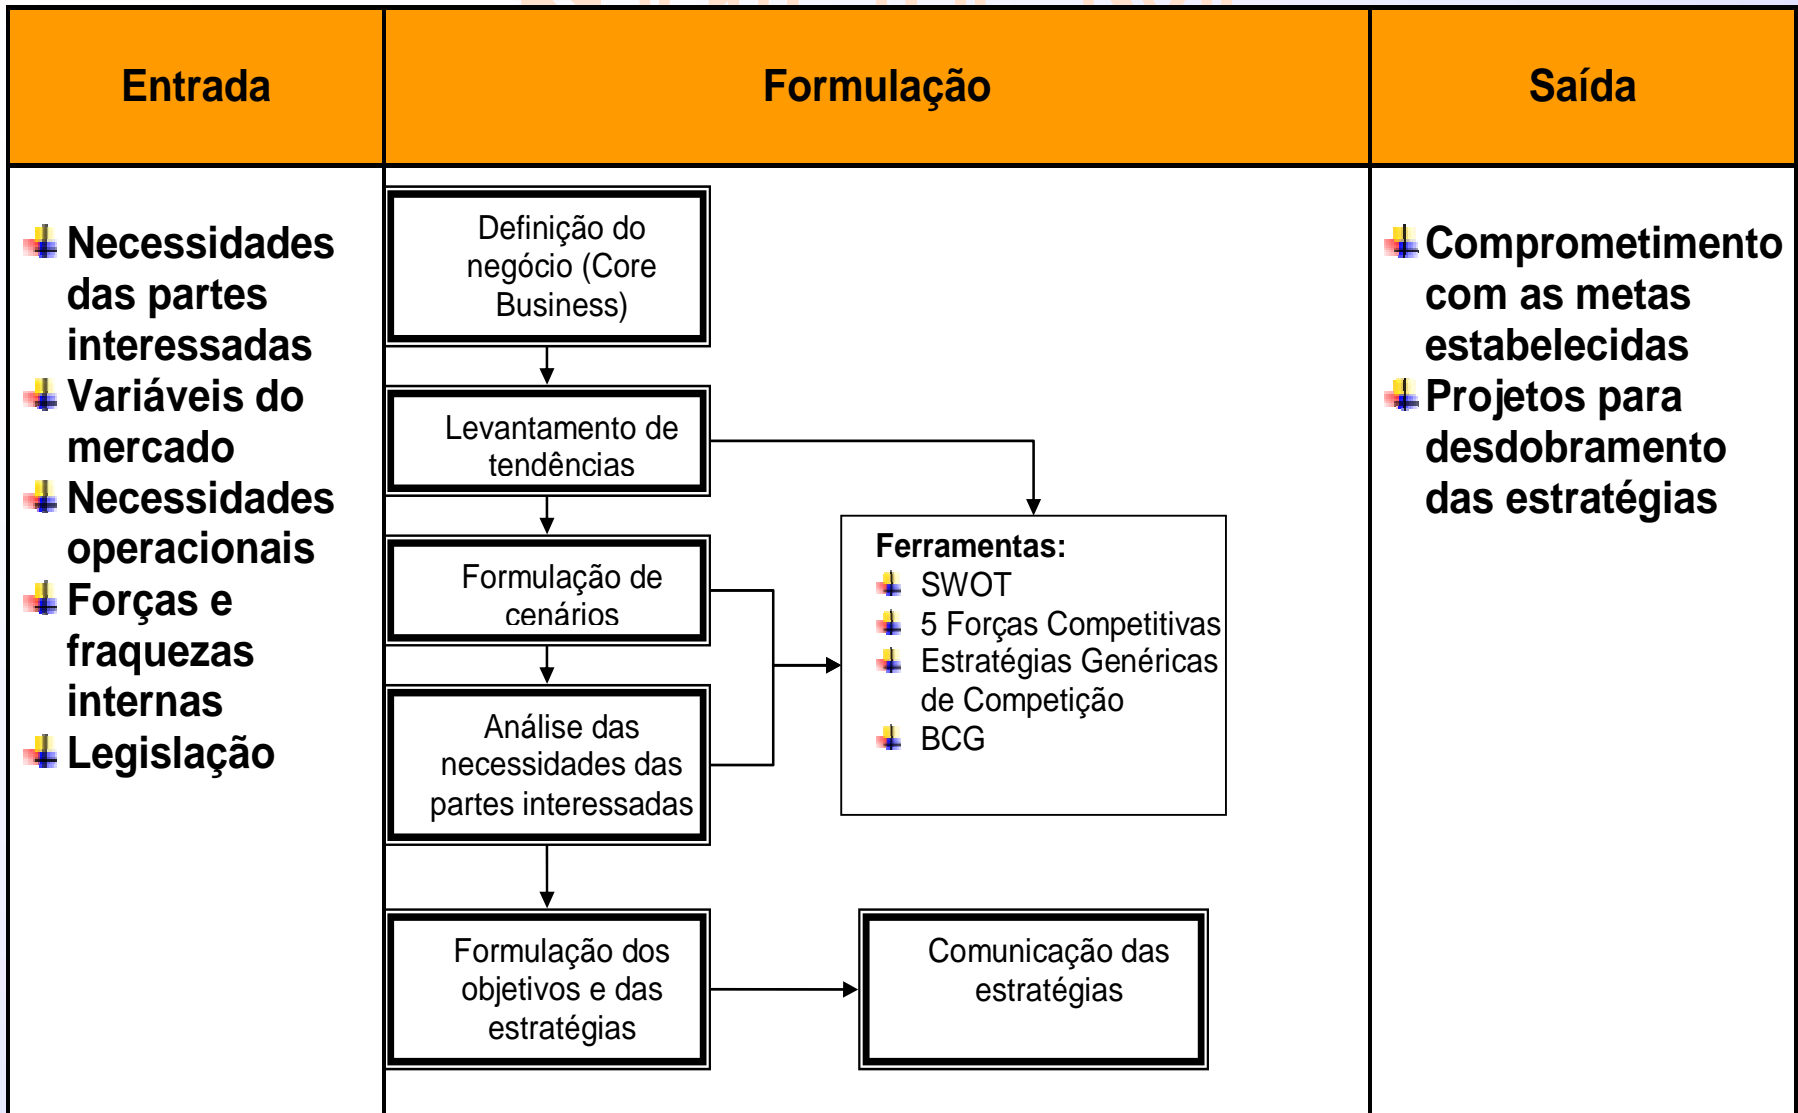 Entrada
Formulação
Saída
Necessidades
das partes
interessadas
Variáveis do
mercado
Necessidades
operacionais
Forças e
fraquezas
internas
Legislação
Definição do
negócio (Core
Business)
Levantamento de
tendências
Formulação de
cenários
Análise das
necessidades das
partes interessadas
Formulação dos
objetivos e das
estratégias
Ferramentas:
SWOT
5 Forças Competitivas
Estratégias Genéricas
de Competição
BCG
Comunicação das
estratégias
Comprometimento
com as metas
estabelecidas
Projetos para
desdobramento
das estratégias